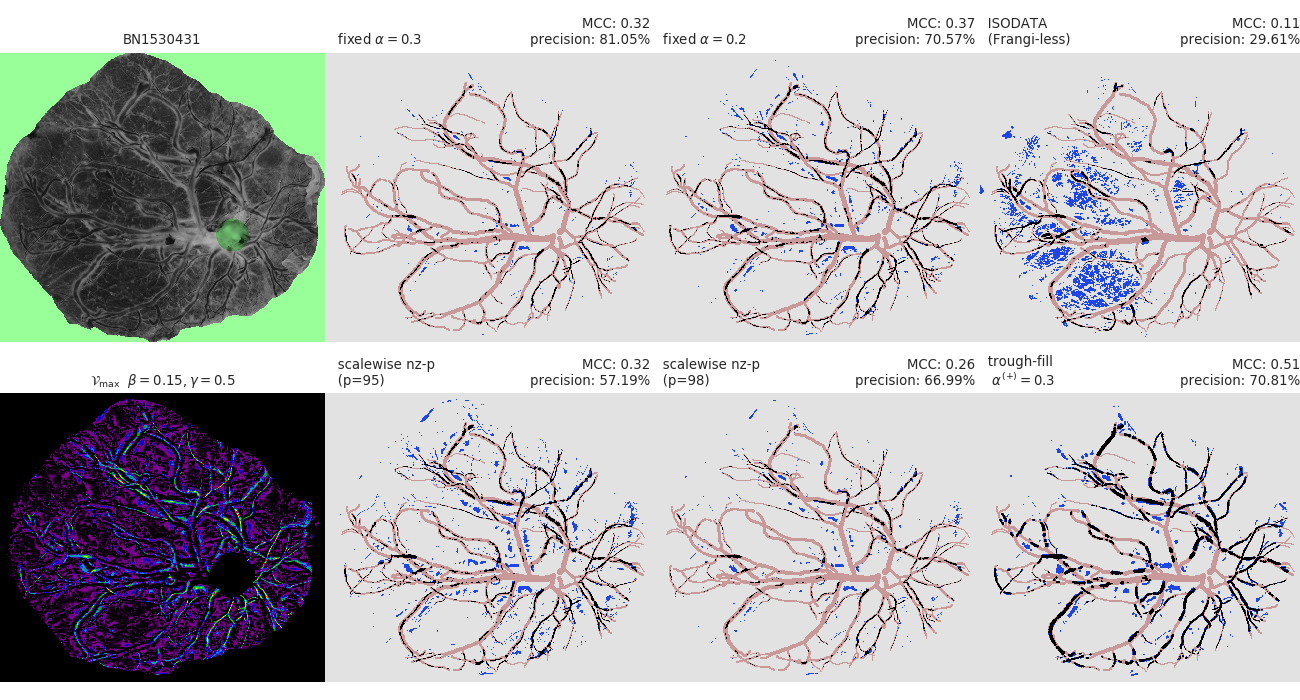 BN1530431
fixed α = 0.3
MCC: 0.32
precision: 81.05%
fixed α = 0.2
MCC: 0.37
precision: 70.57%
ISODATA
(Frangi-less)
MCC: 0.11
precision: 29.61%
𝒱max β = 0.15, γ = 0.5
scalewise nz-p
(p=95)
MCC: 0.32
precision: 57.19%
scalewise nz-p
(p=98)
MCC: 0.26
precision: 66.99%
trough-fill
α(+) = 0.3
MCC: 0.51
precision: 70.81%